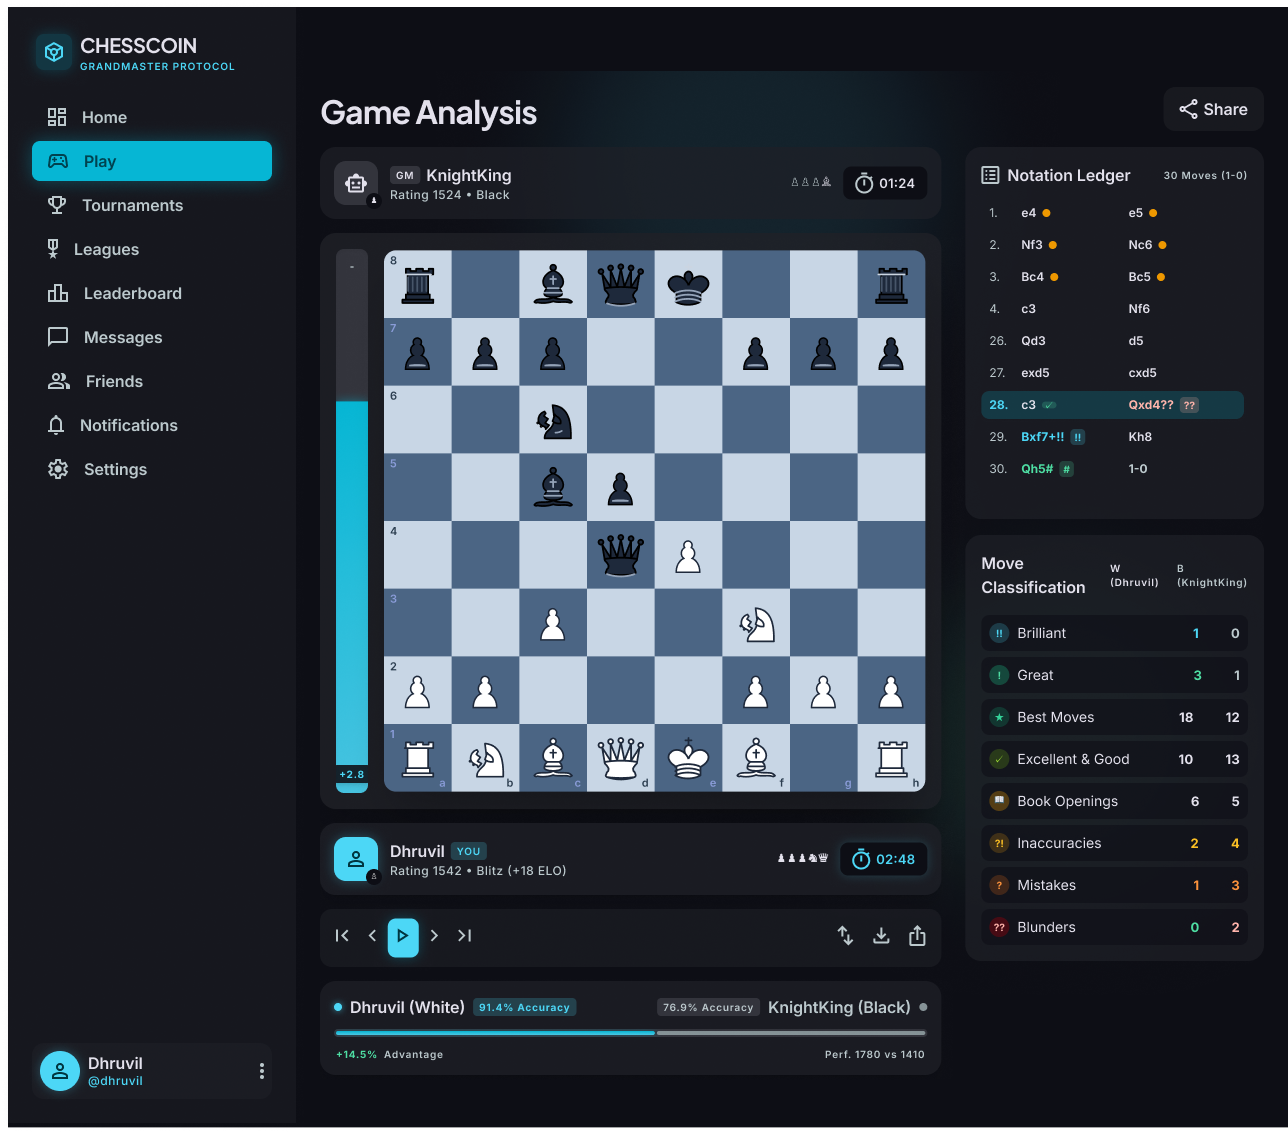 CHESSCOIN
GRANDMASTER PROTOCOL
Home
Play
Tournaments
Leagues
Leaderboard
Messages
Friends
Notifications
Settings
Dhruvil
@dhruvil
Game Analysis
Share
GM KnightKing
Rating 1524 • Black
01:24
-
+2.8
8
7
6
5
4
3
2
1
a b c d e f g h
Dhruvil YOU
Rating 1542 • Blitz (+18 ELO)
02:48
Dhruvil (White) 91.4% Accuracy 76.9% Accuracy KnightKing (Black)
+14.5% Advantage Perf. 1780 vs 1410
Notation Ledger 30 Moves (1-0)
1. e4 e5
2. Nf3 Nc6
3. Bc4 Bc5
4. c3 Nf6
26. Qd3 d5
27. exd5 cxd5
28. c3 ✓ Qxd4?? ??
29. Bxf7+!! !! Kh8
30. Qh5# # 1-0
Move
Classification
W
(Dhruvil)
B
(KnightKing)
!! Brilliant 1 0
! Great 3 1
★ Best Moves 18 12
✓ Excellent & Good 10 13
Book Openings 6 5
?! Inaccuracies 2 4
? Mistakes 1 3
?? Blunders 0 2